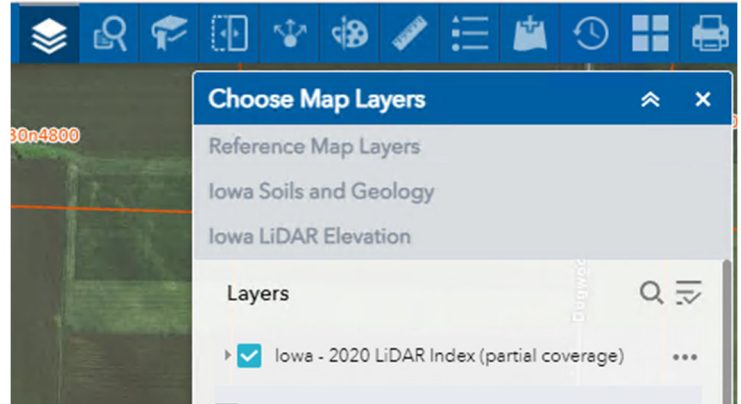 Choose Map Layers
30n4800
Reference Map Layers
Iowa Soils and Geology
Iowa LiDAR Elevation
Layers
Iowa - 2020 LiDAR Index (partial coverage)